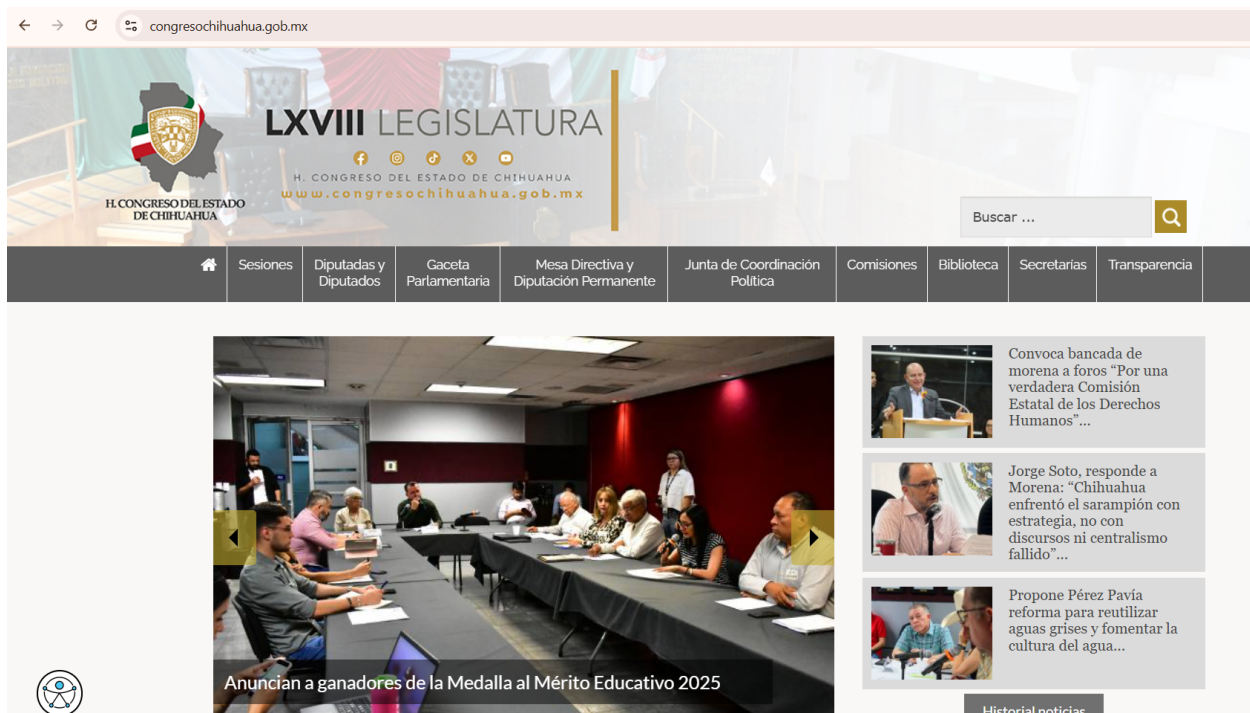 congresochihuahua.gob.mx
LXVIII LEGISLATURA
H. CONGRESO DEL ESTADO DE CHIHUAHUA
www.congresochihuahua.gob.mx
H. CONGRESO DEL ESTADO
DE CHIHUAHUA
Buscar ...
Sesiones
Diputadas y
Diputados
Gaceta
Parlamentaria
Mesa Directiva y
Diputación Permanente
Junta de Coordinación
Política
Comisiones
Biblioteca
Secretarías
Transparencia
Anuncian a ganadores de la Medalla al Mérito Educativo 2025
Convoca bancada de
morena a foros “Por una
verdadera Comisión
Estatal de los Derechos
Humanos”...
Jorge Soto, responde a
Morena: “Chihuahua
enfrentó el sarampión con
estrategia, no con
discursos ni centralismo
fallido”...
Propone Pérez Pavía
reforma para reutilizar
aguas grises y fomentar la
cultura del agua...
Historial noticias